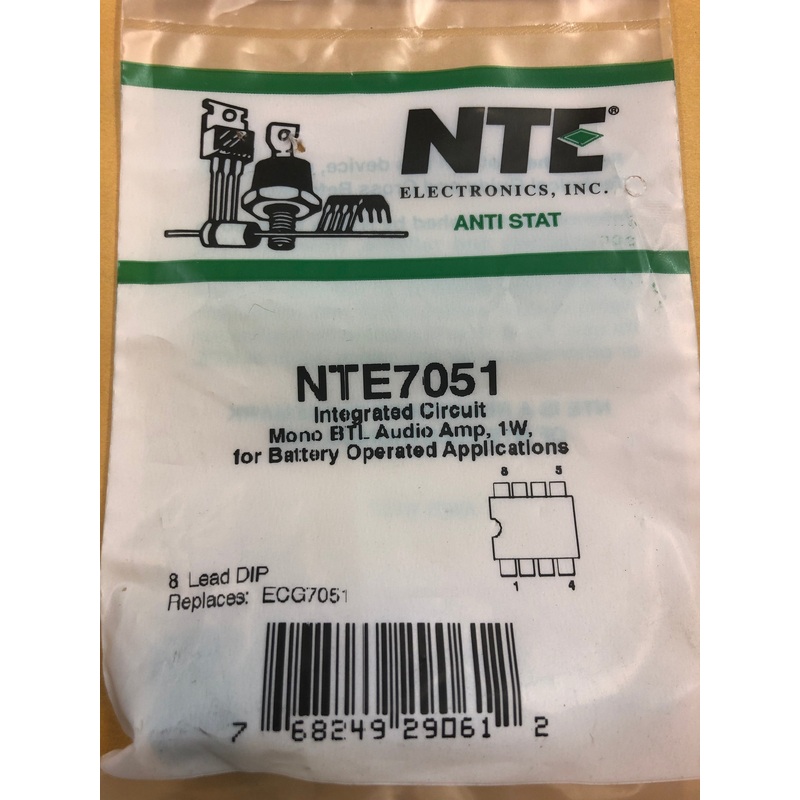 NTE®
ELECTRONICS, INC.
ANTI STAT
NTE7051
Integrated Circuit
Mono BTL Audio Amp, 1W,
for Battery Operated Applications
8 5
1 4
8 Lead DIP
Replaces: ECG7051
7 68249 29061 2